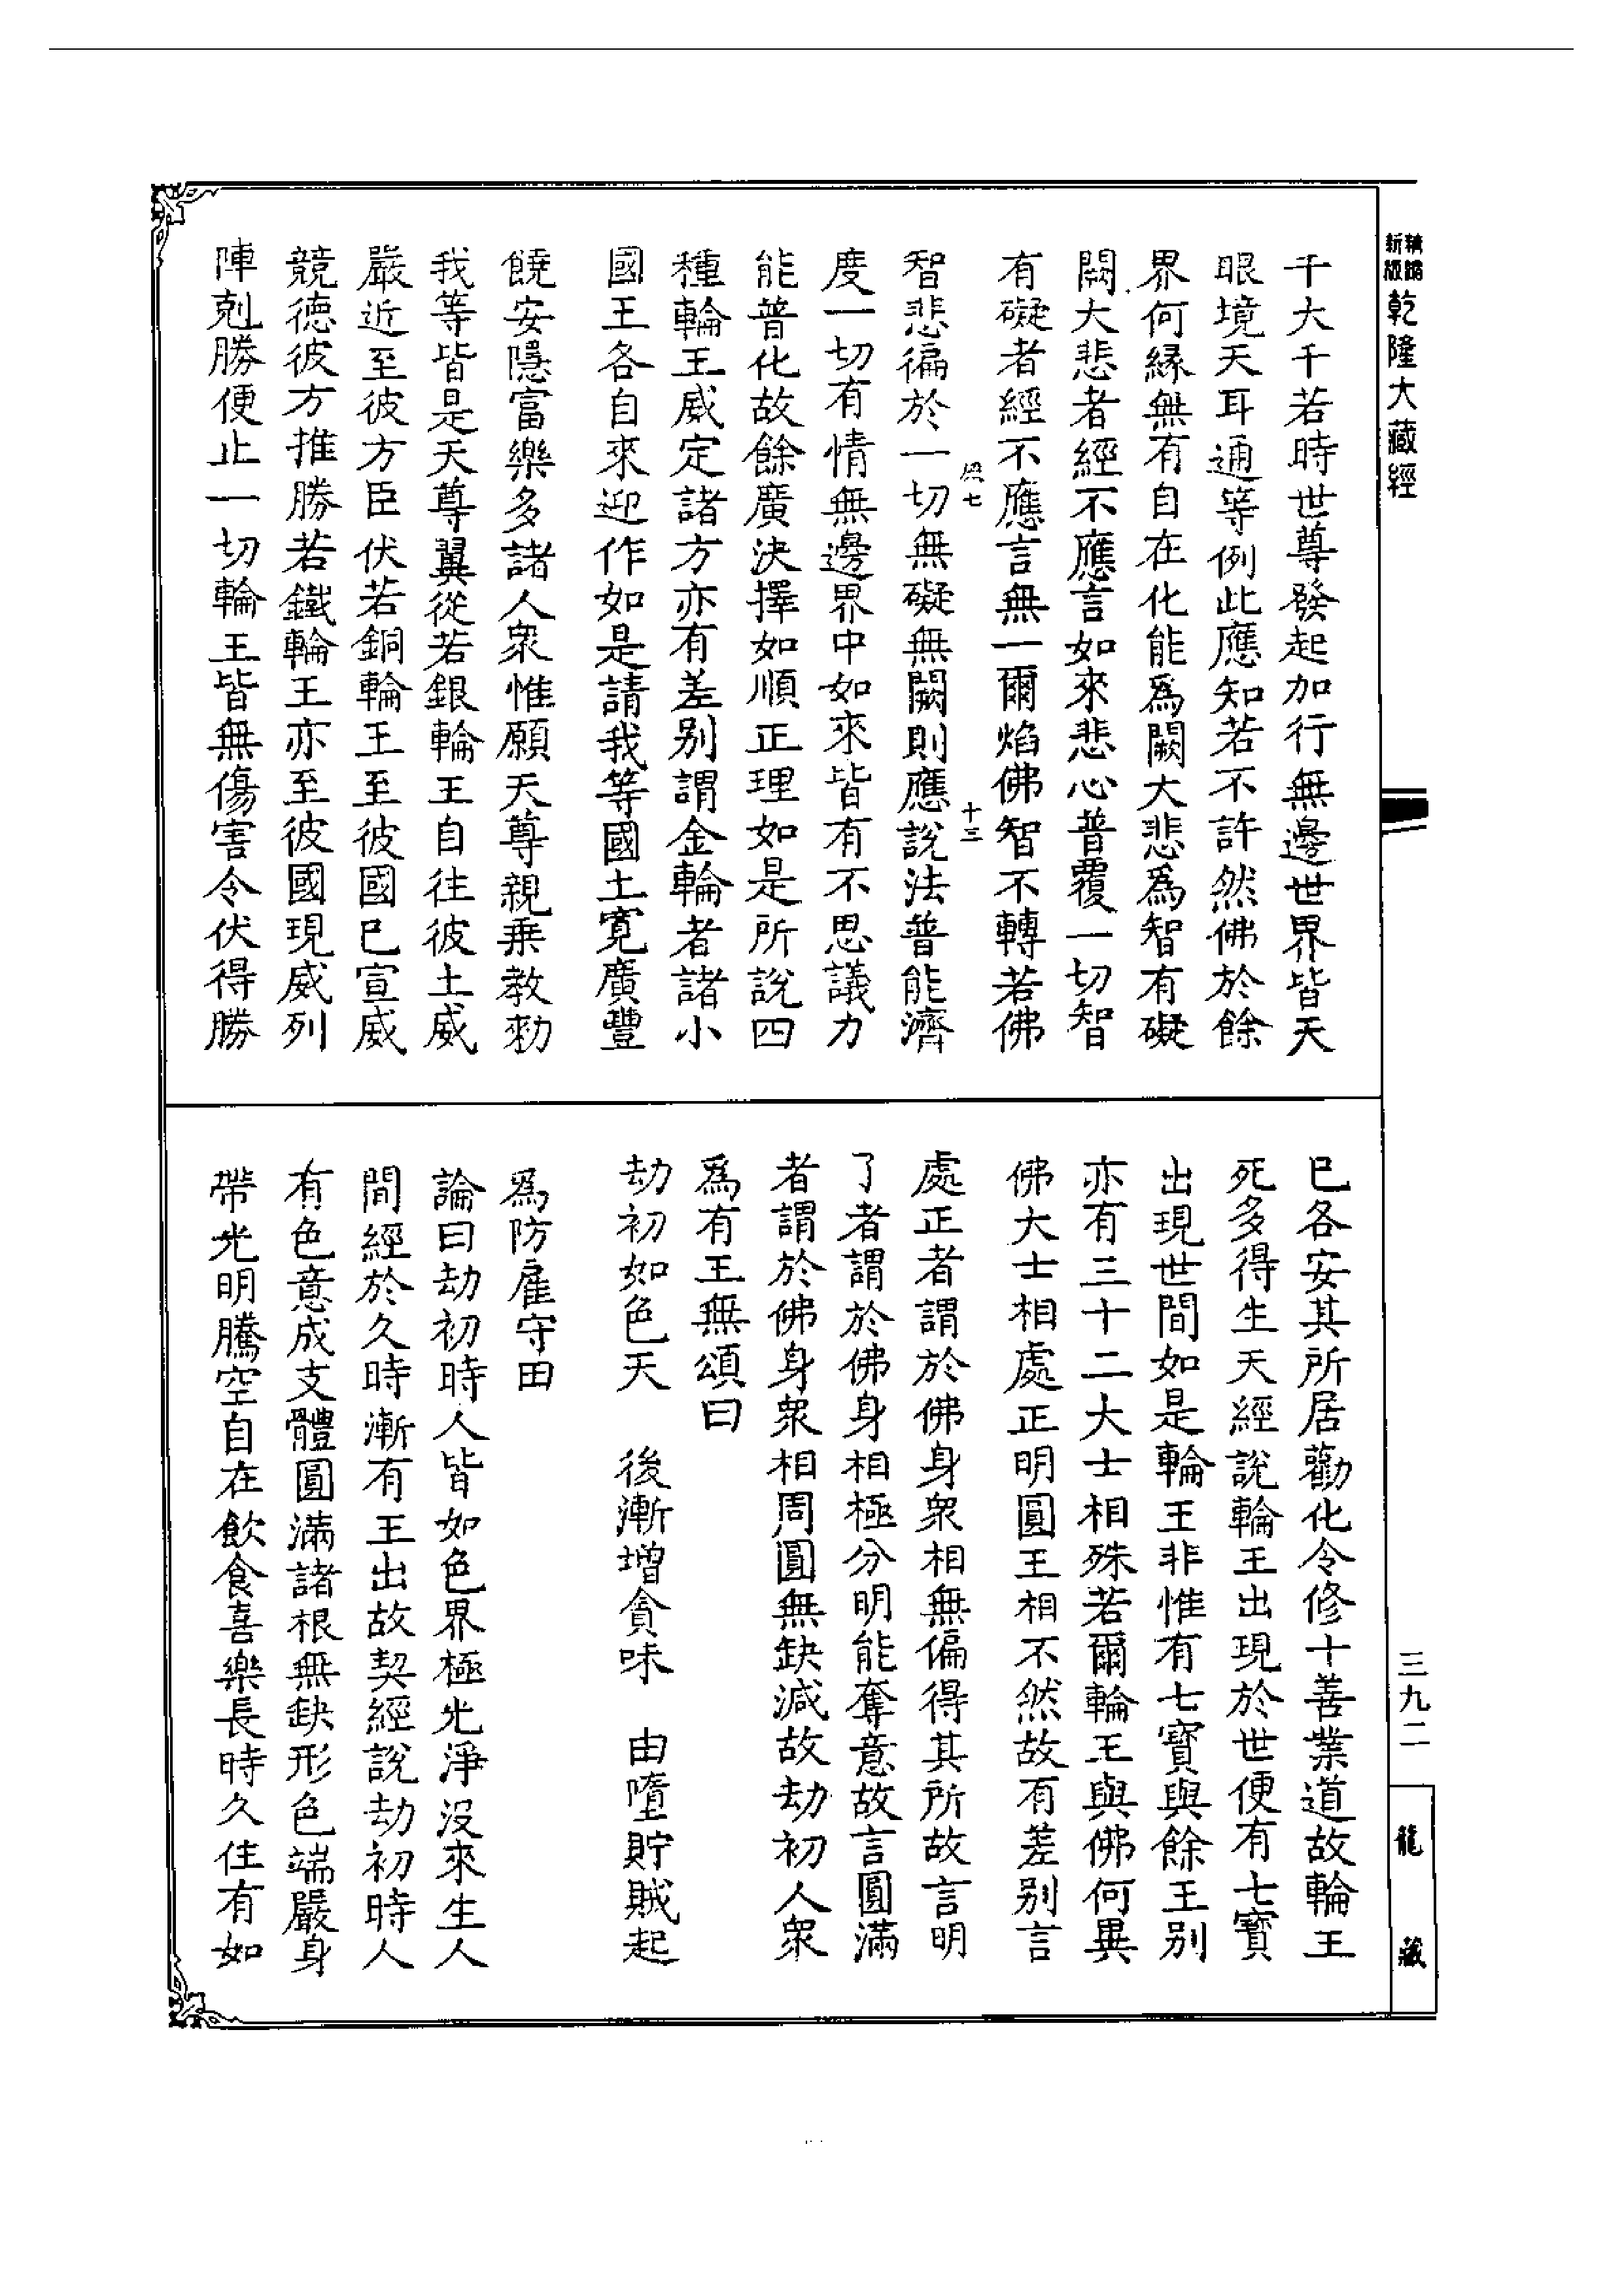 精鐫
新版
乾隆大藏經
千大千若時世尊發起加行無邊世界皆天
眼境天耳通等例此應知若不許然佛於餘
界何緣無有自在化能爲闕大悲爲智有礙
闕大悲者經不應言如來悲心普覆一切智
有礙者經不應言無一爾焰佛智不轉若佛
十三
智悲徧於一切無礙無闕則應說法普能濟
度一切有情無邊界中如來皆有不思議力
能普化故餘廣決擇如順正理如是所說四
種輪王威定諸方亦有差别謂金輪者諸小
國王各自來迎作如是請我等國土寬廣豐
饒安隱富樂多諸人衆惟願天尊親乗教勑
我等皆是天尊翼從若銀輪王自往彼土威
嚴近至彼方臣伏若銅輪王至彼國已宣威
競德彼方推勝若鐵輪王亦至彼國現威列
陣剋勝便止一切輪王皆無傷害令伏得勝
已各安其所居勸化令修十善業道故輪王
死多得生天經說輪王出現於世便有七寶
出現世間如是輪王非惟有七寶與餘王别
亦有三十二大士相殊若爾輪王與佛何異
佛大士相處正明圓王相不然故有差别言
處正者謂於佛身衆相無偏得其所故言明
了者謂於佛身相極分明能奪意故言圓滿
者謂於佛身衆相周圓無缺減故劫初人衆
爲有王無頌曰
劫初如色天　後漸增貪味　由墮貯賊起
爲防雇守田
論曰劫初時人皆如色界極光淨沒來生人
間經於久時漸有王出故契經說劫初時人
有色意成支體圓滿諸根無缺形色端嚴身
帶光明騰空自在飲食喜樂長時久住有如
三九二
龍藏